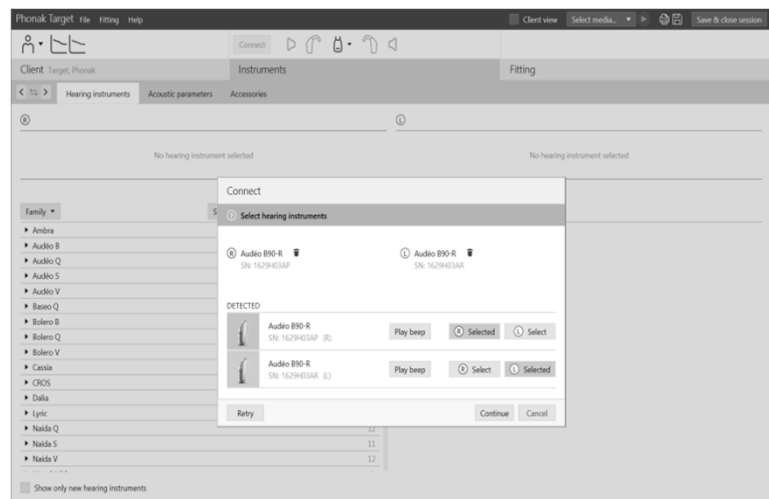 Phonak Target File Fitting Help Client view Select media... Save & close session
Connect
Client Target, Phonak Instruments Fitting
Hearing instruments Acoustic parameters Accessories
R L
No hearing instrument selected No hearing instrument selected
Connect
Family S
Select hearing instruments
Ambra
Audéo B
Audéo Q
Audéo S
Audéo V
Baseo Q
Bolero B
Bolero Q
Bolero V
Cassia
CROS
Dalia
Lyric
Naída Q 12
Naída S 11
Naída V 12
R Audéo B90-R L Audéo B90-R
SN: 1629H03AP SN: 1629H03AR
DETECTED
Audéo B90-R
SN: 1629H03AP (R)
Play beep R Selected L Select
Audéo B90-R
SN: 1629H03AR (L)
Play beep R Select L Selected
Retry Continue Cancel
Show only new hearing instruments